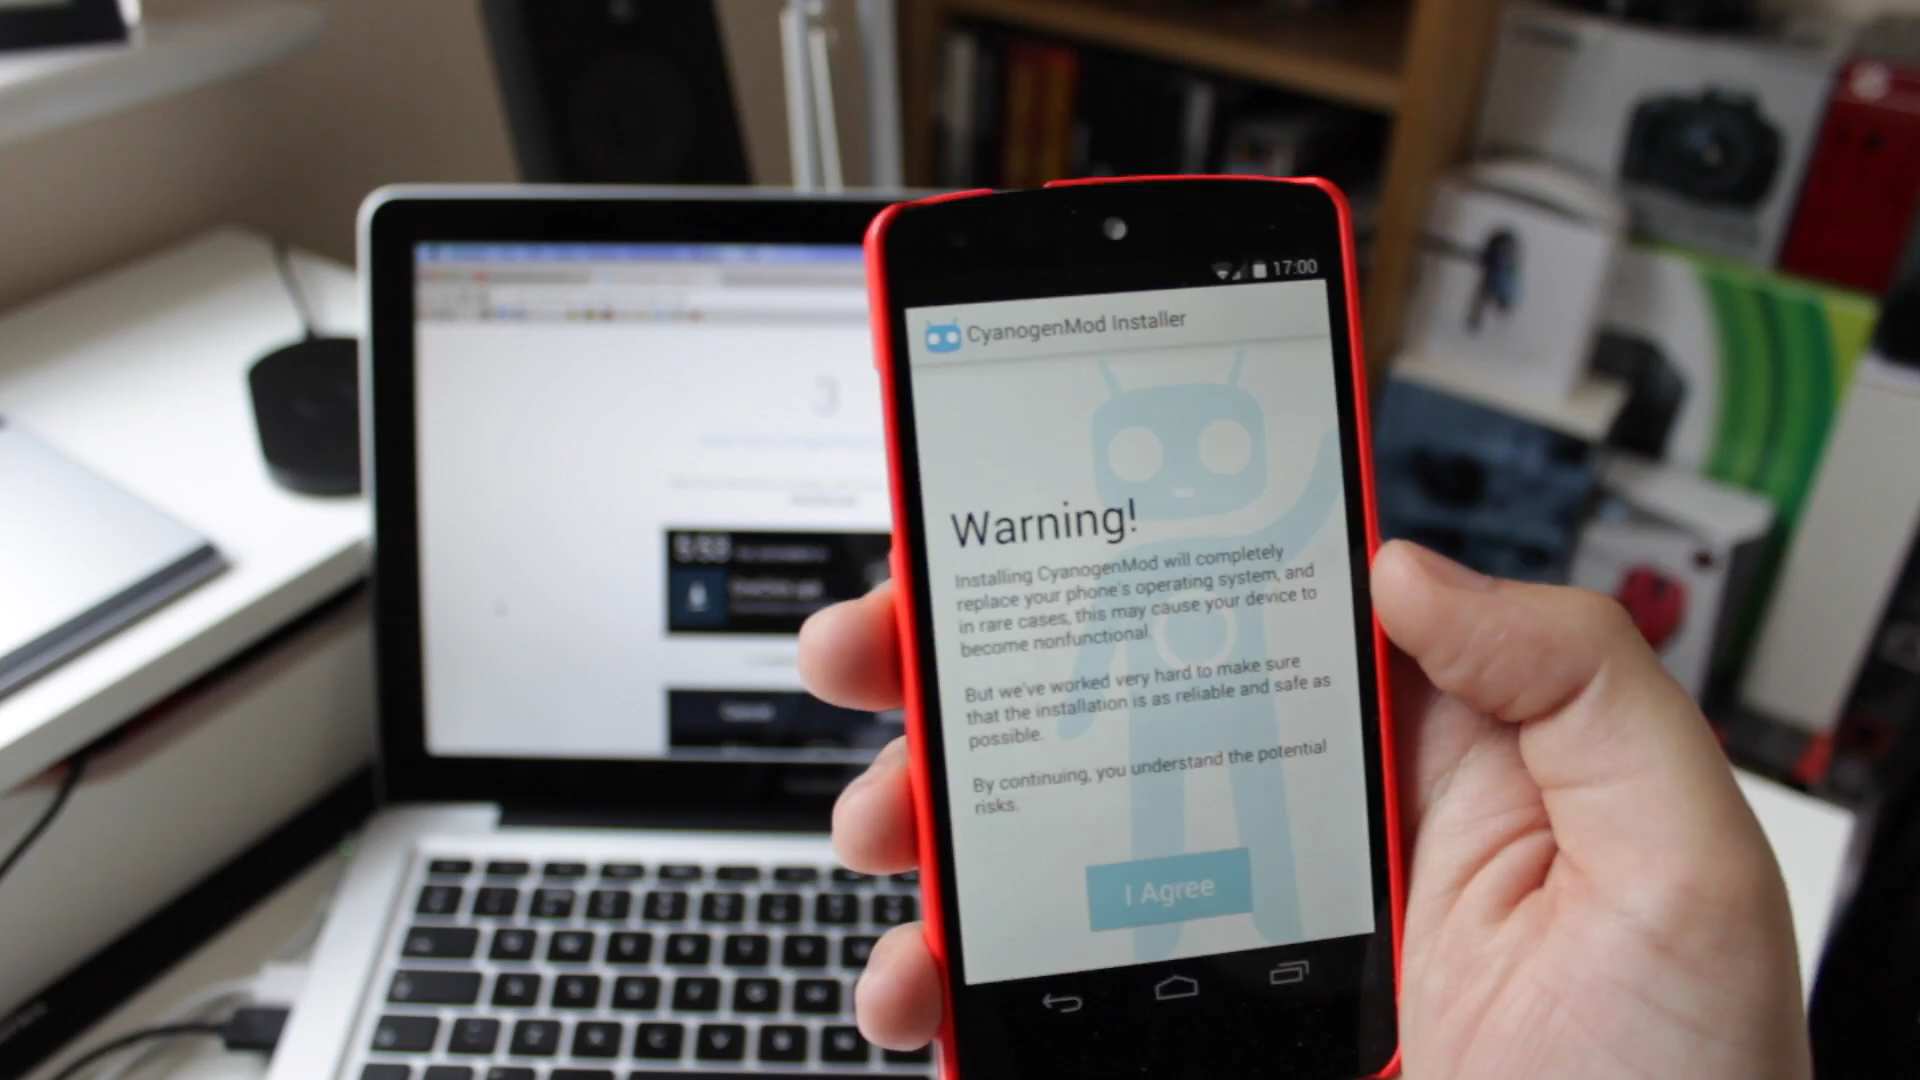 17:00
CyanogenMod Installer
Warning!
Installing CyanogenMod will completely
replace your phone's operating system, and
in rare cases, this may cause your device to
become nonfunctional.
But we've worked very hard to make sure
that the installation is as reliable and safe as
possible.
By continuing, you understand the potential
risks.
I Agree
3